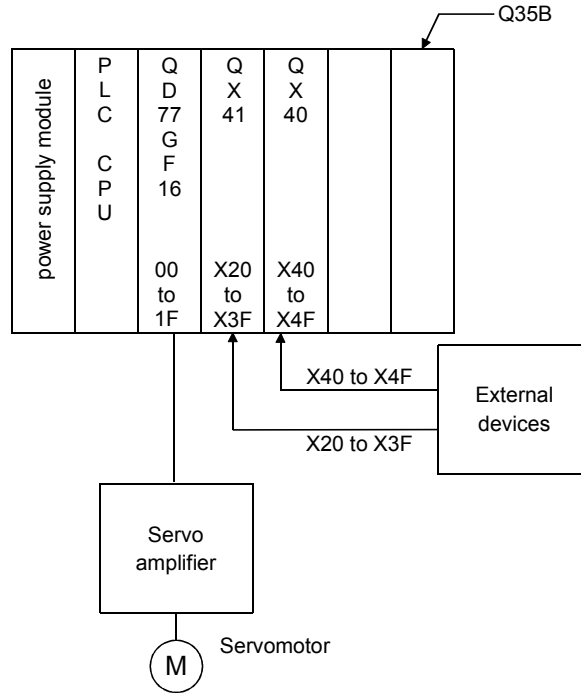 Q35B
power supply module
P
L
C
C
P
U
Q
D
77
G
F
16
00
to
1F
Q
X
41
X20
to
X3F
Q
X
40
X40
to
X4F
X40 to X4F
X20 to X3F
External
devices
Servo
amplifier
Servomotor
M